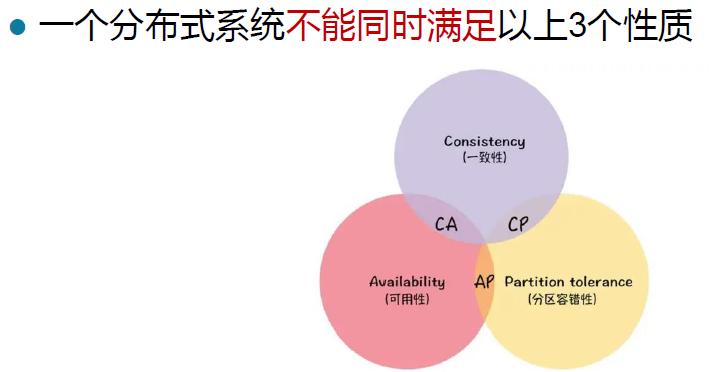 一个分布式系统不能同时满足以上3个性质
Consistency
(一致性)
CA
CP
Availability
(可用性)
AP
Partition tolerance
(分区容错性)